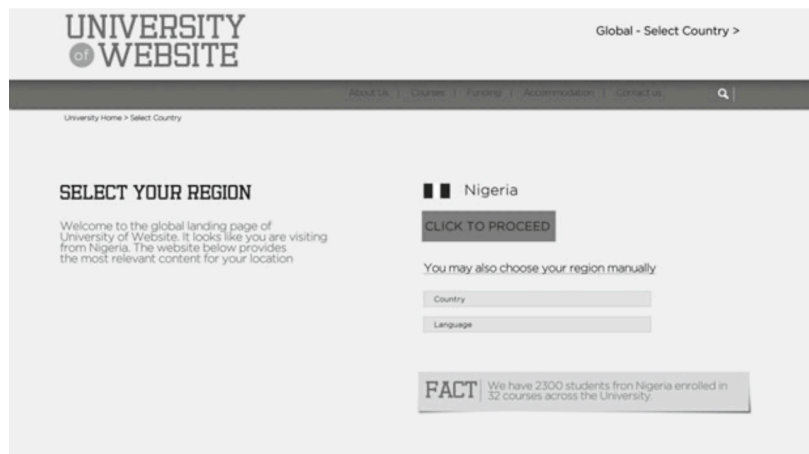 UNIVERSITY
of WEBSITE
Global - Select Country >
About Us | Courses | Funding | Accommodation | Contact us
University Home > Select Country
SELECT YOUR REGION
Welcome to the global landing page of
University of Website. It looks like you are visiting
from Nigeria. The website below provides
the most relevant content for your location
Nigeria
CLICK TO PROCEED
You may also choose your region manually
Country
Language
FACT
We have 2300 students fron Nigeria enrolled in
32 courses across the University.